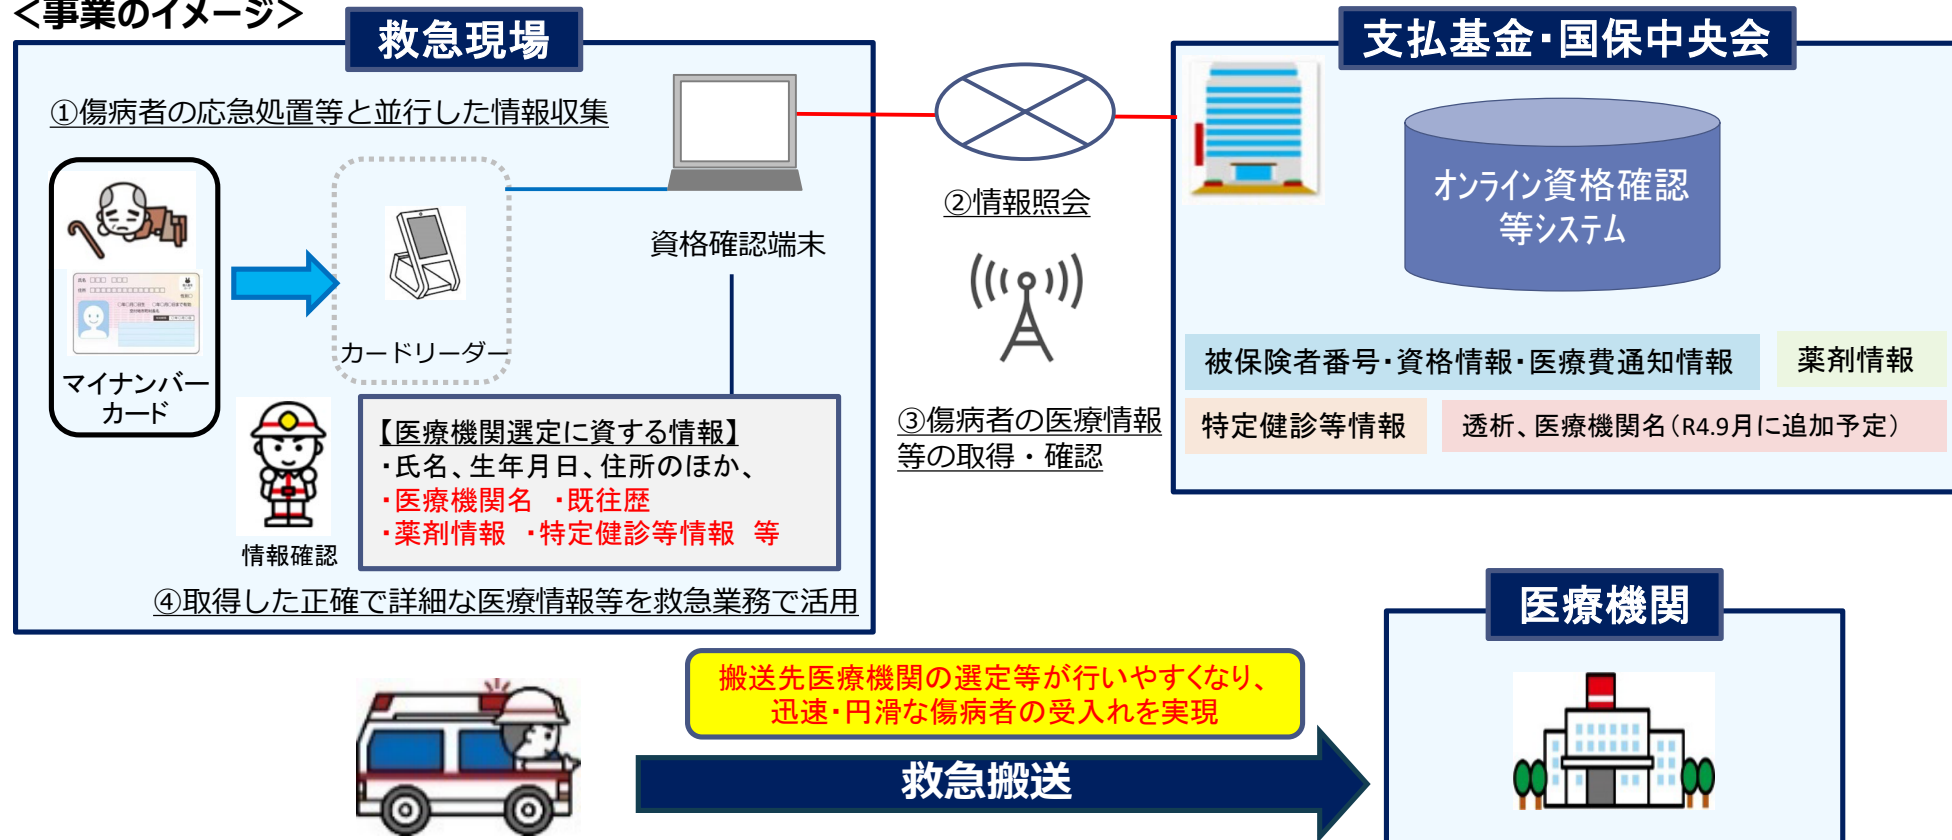 ＜事業のイメージ＞
救急現場
①傷病者の応急処置等と並行した情報収集
マイナンバー
カード
カードリーダー
資格確認端末
情報確認
【医療機関選定に資する情報】
・氏名、生年月日、住所のほか、
・医療機関名　・既往歴
・薬剤情報　・特定健診等情報　等
④取得した正確で詳細な医療情報等を救急業務で活用
②情報照会
③傷病者の医療情報
等の取得・確認
支払基金・国保中央会
オンライン資格確認
等システム
被保険者番号・資格情報・医療費通知情報
薬剤情報
特定健診等情報
透析、医療機関名（R4.9月に追加予定）
搬送先医療機関の選定等が行いやすくなり、
迅速・円滑な傷病者の受入れを実現
救急搬送
医療機関